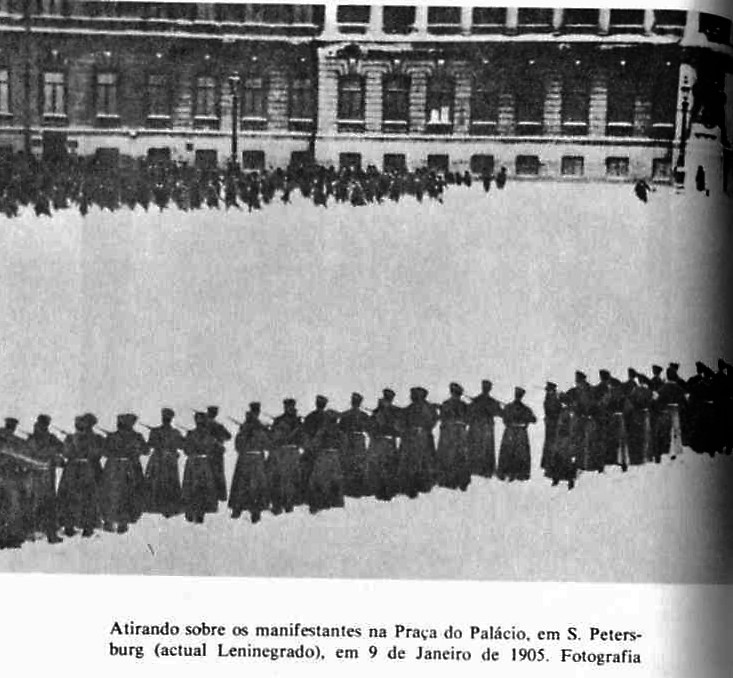 Atirando sobre os manifestantes na Praça do Palácio, em S. Peters-
burg (actual Leninegrado), em 9 de Janeiro de 1905. Fotografia